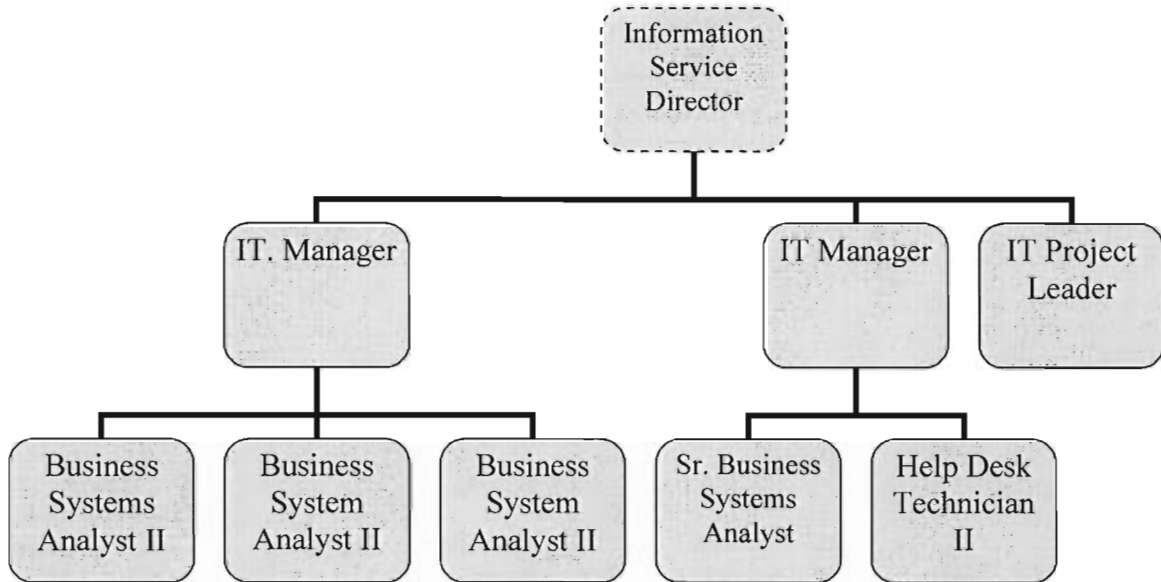 Information
Service
Director
IT. Manager
IT Manager
IT Project
Leader
Business
Systems
Analyst II
Business
System
Analyst II
Business
System
Analyst II
Sr. Business
Systems
Analyst
Help Desk
Technician
II